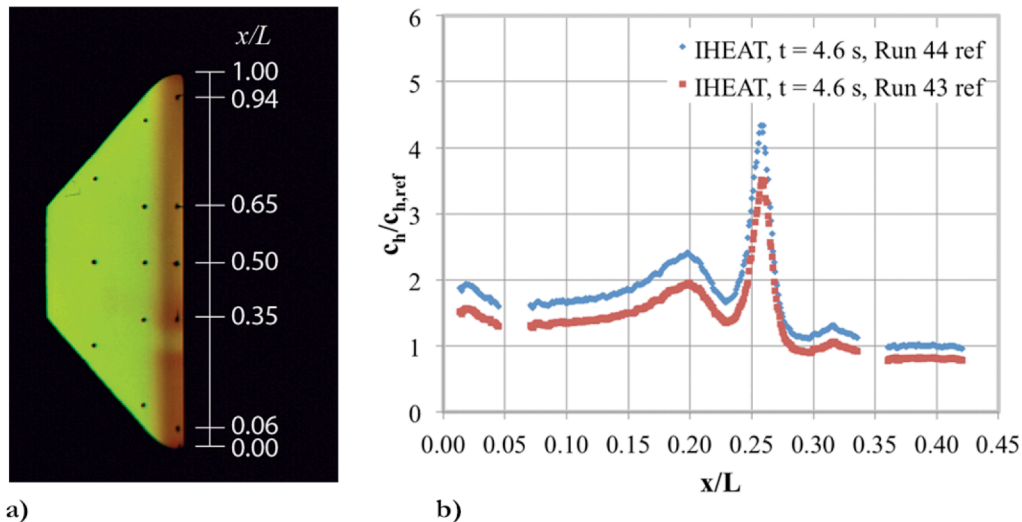 x/L
1.00
0.94
0.65
0.50
0.35
0.06
0.00
a)
b)
6
5
4
3
2
1
0
c_h/c_h,ref
IHEAT, t = 4.6 s, Run 44 ref
IHEAT, t = 4.6 s, Run 43 ref
0.00 0.05 0.10 0.15 0.20 0.25 0.30 0.35 0.40 0.45
x/L